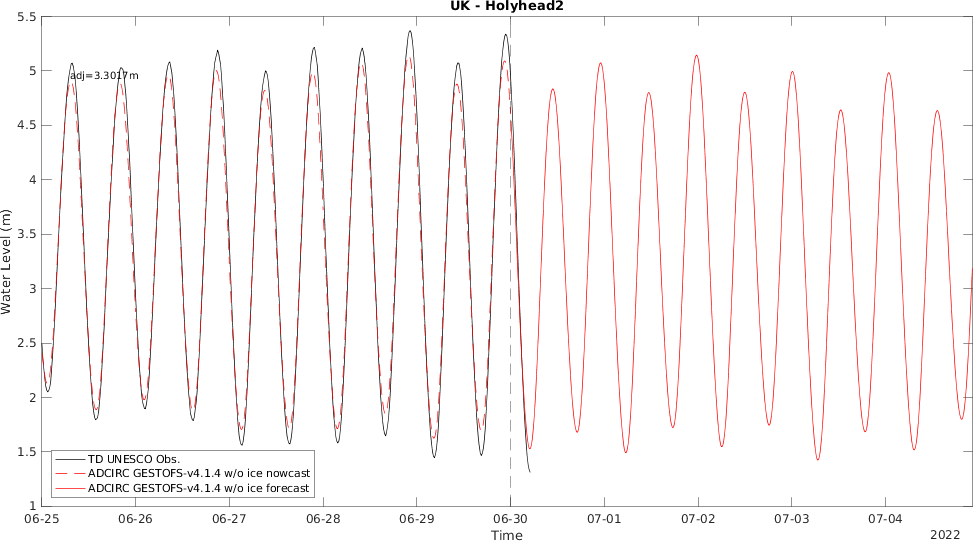 UK - Holyhead2
5.5
5
4.5
4
3.5
3
2.5
2
1.5
1
Water Level (m)
adj=3.3017m
TD UNESCO Obs.
ADCIRC GESTOFS-v4.1.4 w/o ice nowcast
ADCIRC GESTOFS-v4.1.4 w/o ice forecast
06-25 06-26 06-27 06-28 06-29 06-30 07-01 07-02 07-03 07-04
Time
2022